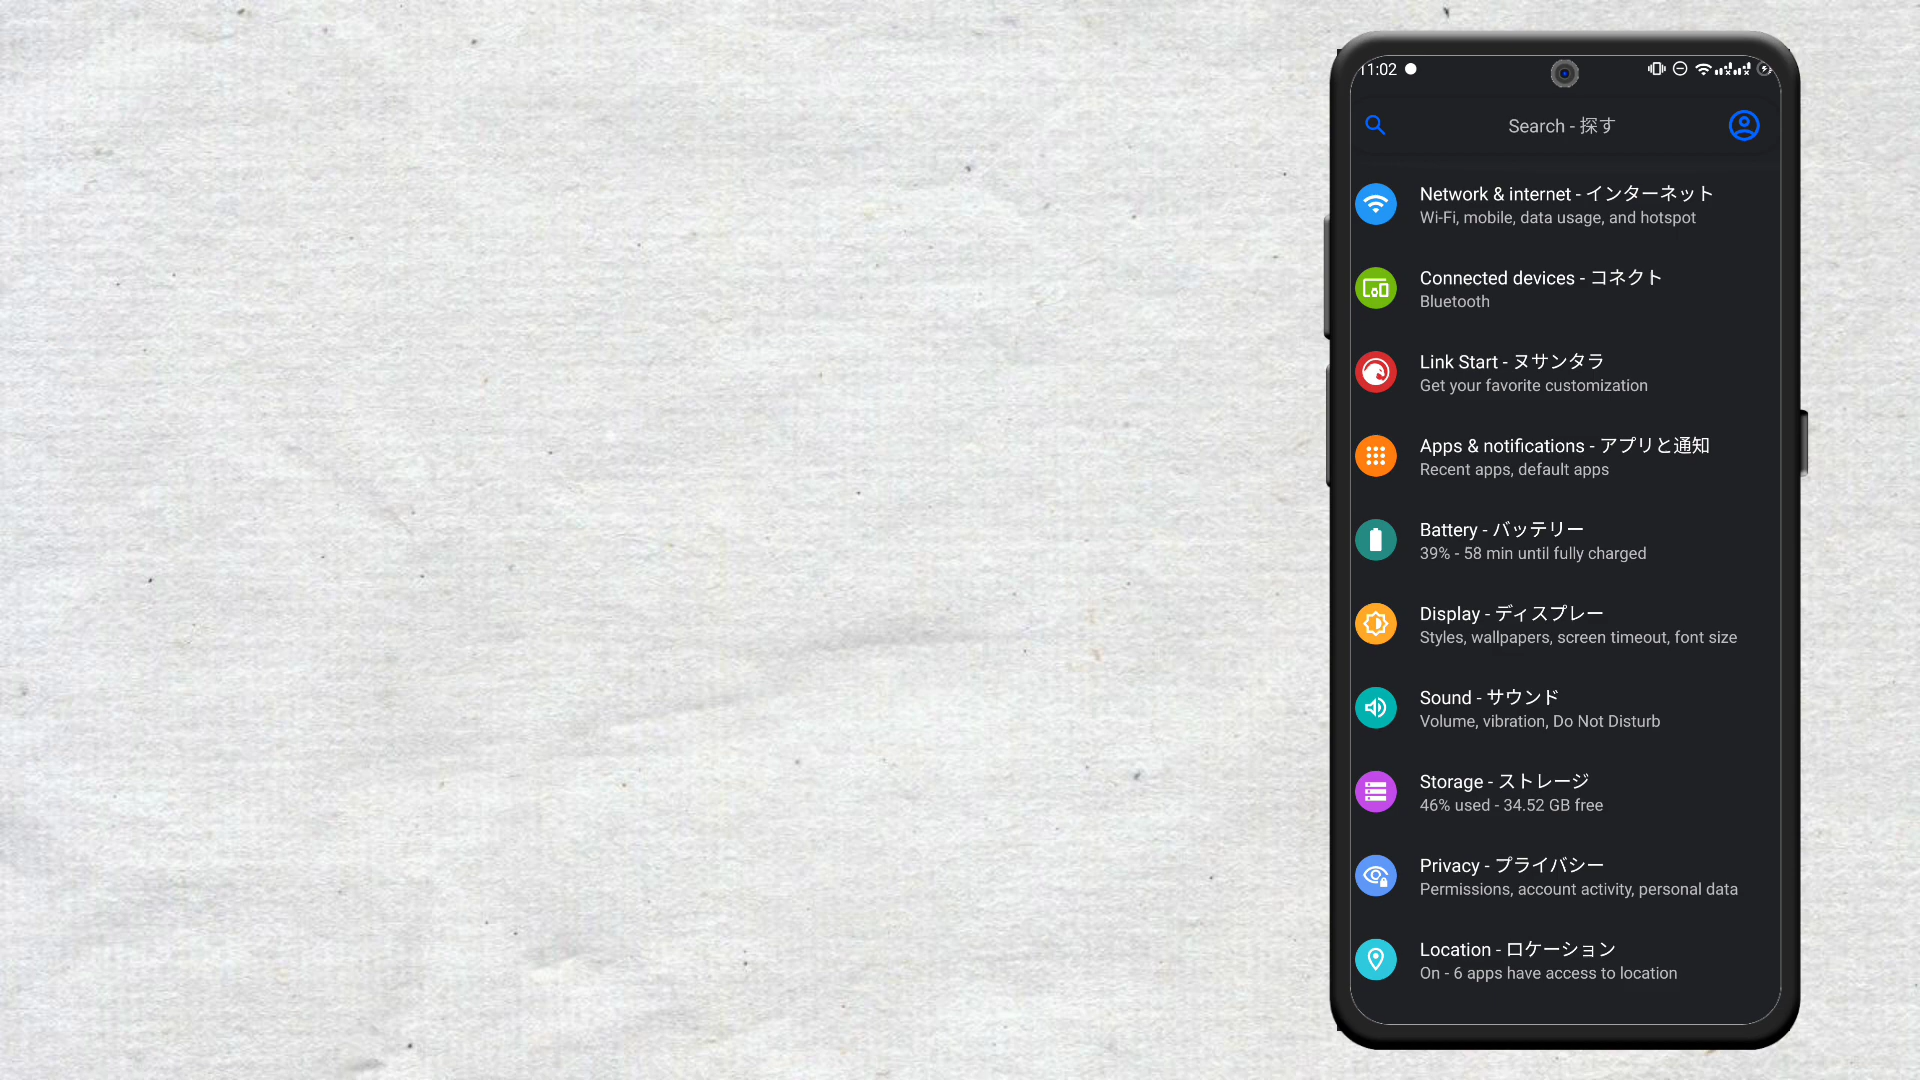 11:02
Search - 探す
Network & internet - インターネット
Wi-Fi, mobile, data usage, and hotspot
Connected devices - コネクト
Bluetooth
Link Start - ヌサンタラ
Get your favorite customization
Apps & notifications - アプリと通知
Recent apps, default apps
Battery - バッテリー
39% - 58 min until fully charged
Display - ディスプレー
Styles, wallpapers, screen timeout, font size
Sound - サウンド
Volume, vibration, Do Not Disturb
Storage - ストレージ
46% used - 34.52 GB free
Privacy - プライバシー
Permissions, account activity, personal data
Location - ロケーション
On - 6 apps have access to location